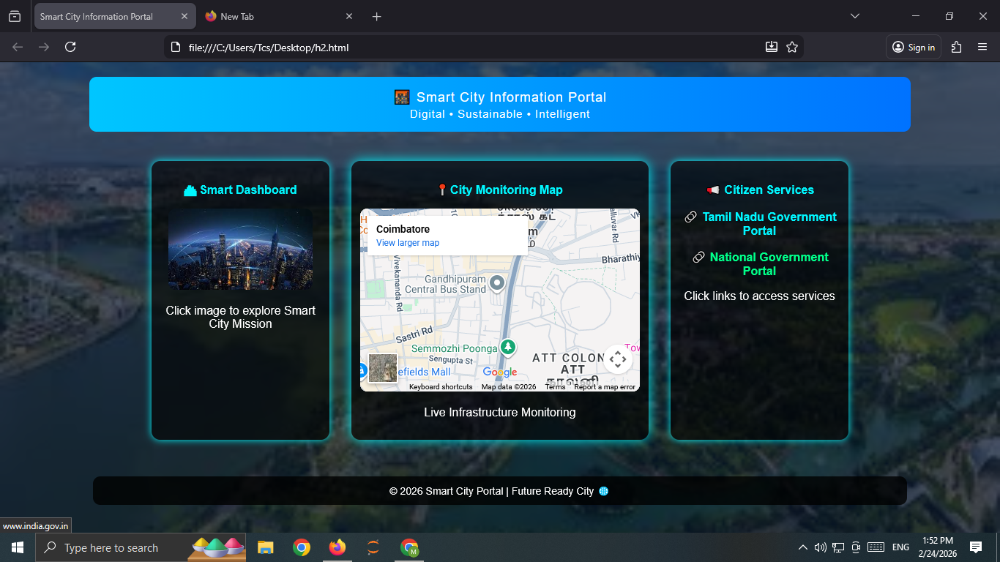 Smart City Information Portal
New Tab
file:///C:/Users/Tcs/Desktop/h2.html
Sign in
Smart City Information Portal
Digital • Sustainable • Intelligent
Smart Dashboard
Click image to explore Smart
City Mission
City Monitoring Map
Coimbatore
View larger map
Bharathiy
Vivekananda Rd
Gandhipuram
Central Bus Stand
Sastri Rd
Semmozhi Poonga
Sengupta St
ATT COLON
ATT
efields Mall
Google
Keyboard shortcuts
Map data ©2026
Terms
Report a map error
Live Infrastructure Monitoring
Citizen Services
Tamil Nadu Government
Portal
National Government
Portal
Click links to access services
© 2026 Smart City Portal | Future Ready City
www.india.gov.in
Type here to search
M
ENG
1:52 PM
2/24/2026